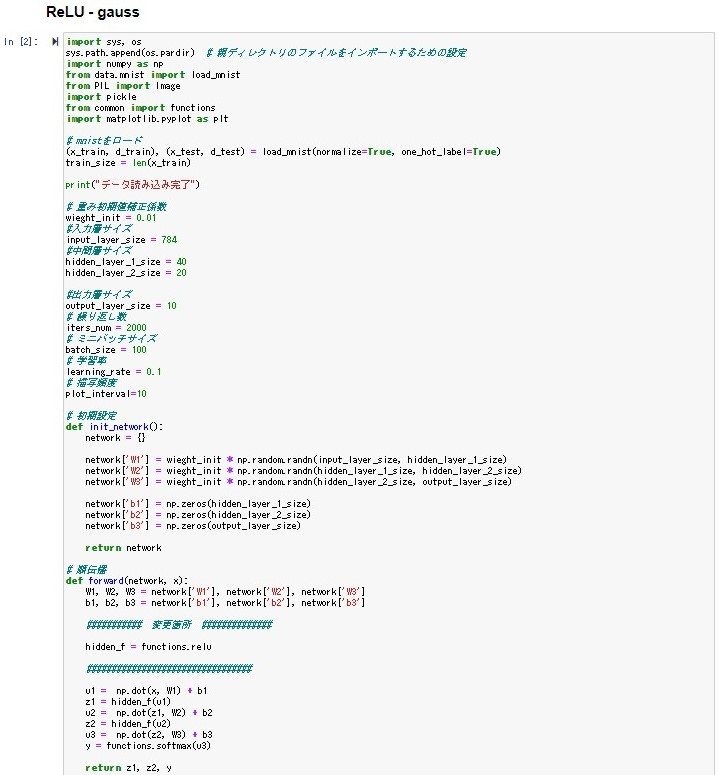 ReLU - gauss
In [2]:
import sys, os
sys.path.append(os.pardir)  # 親ディレクトリのファイルをインポートするための設定
import numpy as np
from data.mnist import load_mnist
from PIL import Image
import pickle
from common import functions
import matplotlib.pyplot as plt
# mnistをロード
(x_train, d_train), (x_test, d_test) = load_mnist(normalize=True, one_hot_label=True)
train_size = len(x_train)
print("データ読み込み完了")
# 重み初期値補正係数
wieght_init = 0.01
#入力層サイズ
input_layer_size = 784
#中間層サイズ
hidden_layer_1_size = 40
hidden_layer_2_size = 20
#出力層サイズ
output_layer_size = 10
# 繰り返し数
iters_num = 2000
# ミニバッチサイズ
batch_size = 100
# 学習率
learning_rate = 0.1
# 描写頻度
plot_interval=10
# 初期設定
def init_network():
    network = {}
    network['W1'] = wieght_init * np.random.randn(input_layer_size, hidden_layer_1_size)
    network['W2'] = wieght_init * np.random.randn(hidden_layer_1_size, hidden_layer_2_size)
    network['W3'] = wieght_init * np.random.randn(hidden_layer_2_size, output_layer_size)
    network['b1'] = np.zeros(hidden_layer_1_size)
    network['b2'] = np.zeros(hidden_layer_2_size)
    network['b3'] = np.zeros(output_layer_size)
    return network
# 順伝播
def forward(network, x):
    W1, W2, W3 = network['W1'], network['W2'], network['W3']
    b1, b2, b3 = network['b1'], network['b2'], network['b3']
    ###########  変更箇所  ##############
    hidden_f = functions.relu
    #################################
    u1 =  np.dot(x, W1) + b1
    z1 = hidden_f(u1)
    u2 =  np.dot(z1, W2) + b2
    z2 = hidden_f(u2)
    u3 =  np.dot(z2, W3) + b3
    y = functions.softmax(u3)
    return z1, z2, y